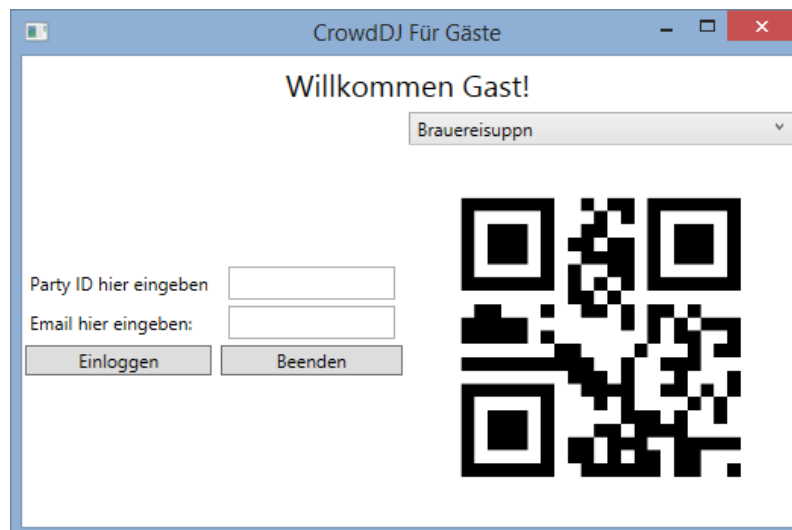 CrowdDJ Für Gäste
Willkommen Gast!
Brauereisuppn
Party ID hier eingeben
Email hier eingeben:
Einloggen
Beenden